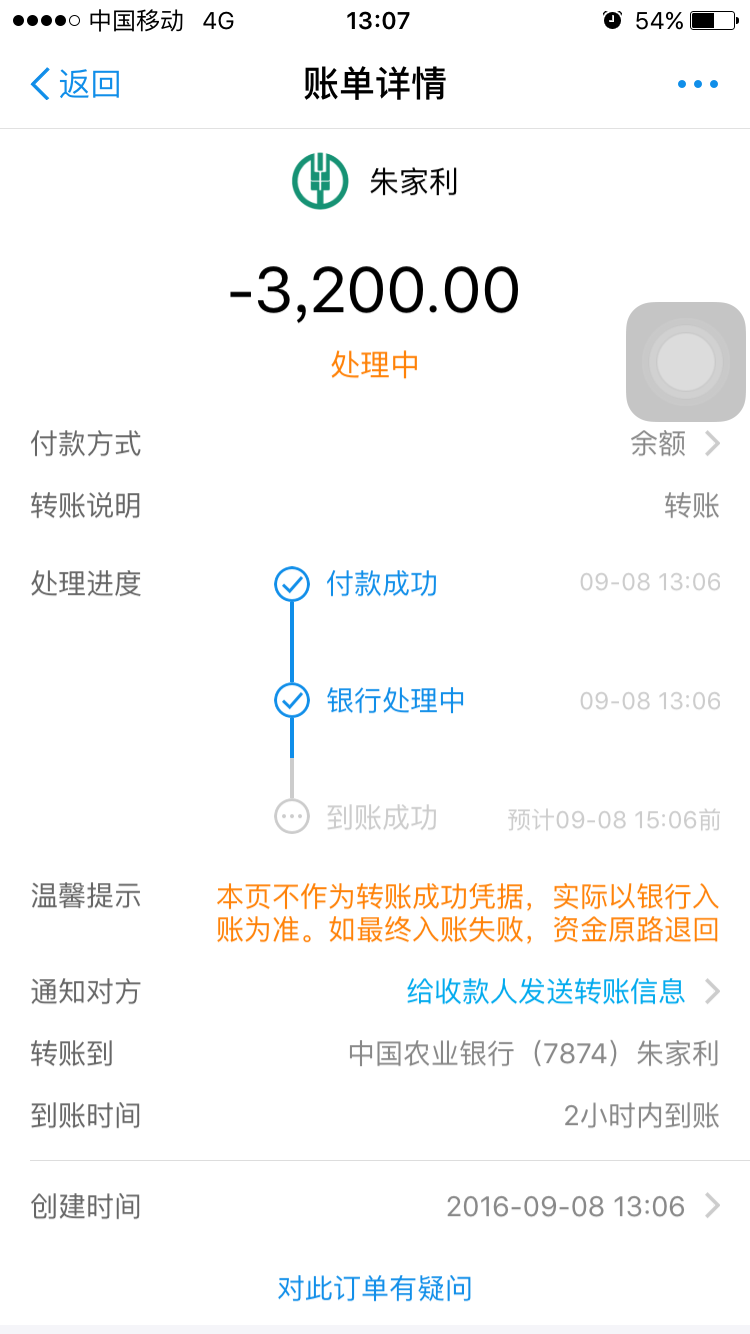 中国移动 4G 13:07 54%
返回 账单详情
朱家利
-3,200.00
处理中
付款方式 余额
转账说明 转账
处理进度 付款成功 09-08 13:06
银行处理中 09-08 13:06
到账成功 预计09-08 15:06前
温馨提示 本页不作为转账成功凭据，实际以银行入
账为准。如最终入账失败，资金原路退回
通知对方 给收款人发送转账信息
转账到 中国农业银行（7874）朱家利
到账时间 2小时内到账
创建时间 2016-09-08 13:06
对此订单有疑问